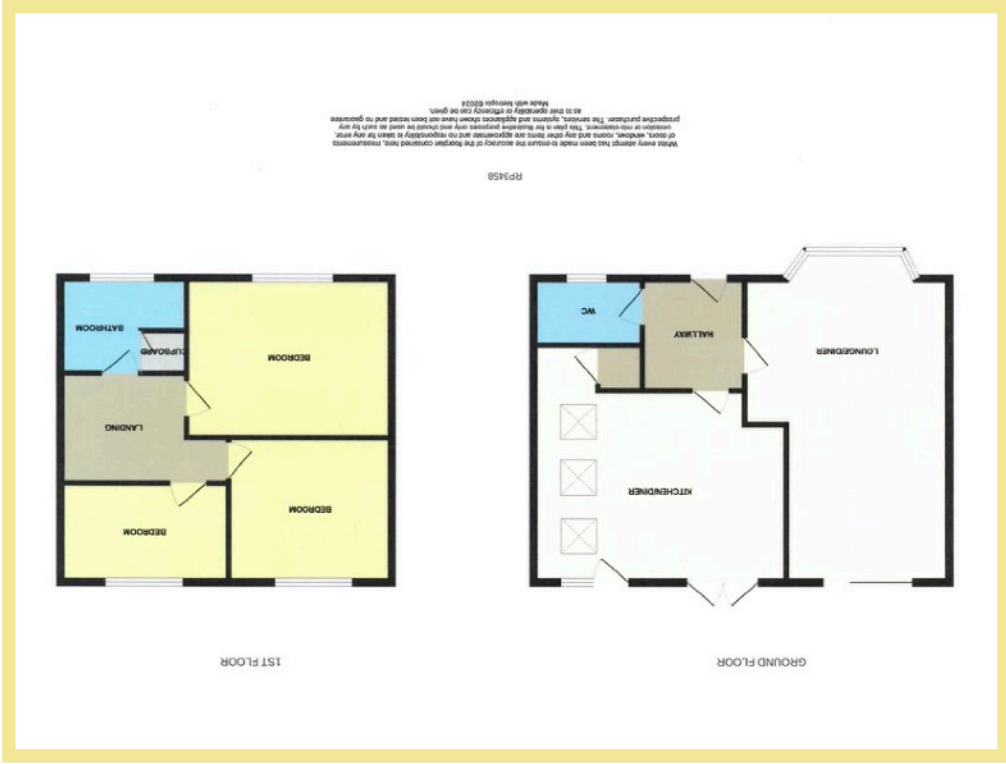 GROUND FLOOR
1ST FLOOR
KITCHEN/DINER
LOUNGE/DINER
HALLWAY
WC
BEDROOM
BEDROOM
LANDING
BEDROOM
CUPBOARD
BATHROOM
RP3458
Whilst every attempt has been made to ensure the accuracy of the floorplan contained here, measurements
of doors, windows, rooms and any other items are approximate and no responsibility is taken for any error,
omission or mis-statement. This plan is for illustrative purposes only and should be used as such by any
prospective purchaser. The services, systems and appliances shown have not been tested and no guarantee
as to their operability or efficiency can be given.
Made with Metropix ©2024